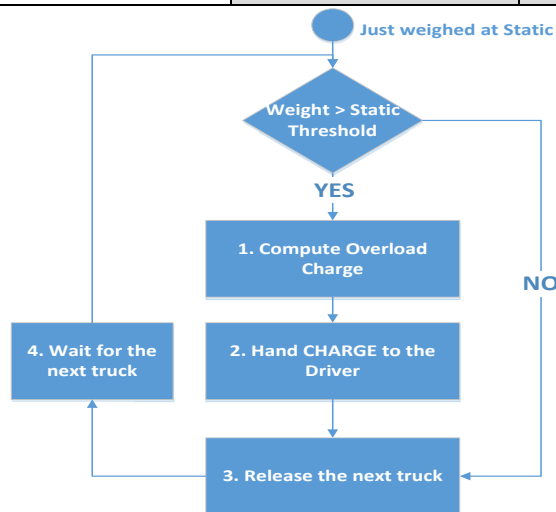 Just weighed at Static
Weight > Static
Threshold
YES
1. Compute Overload
Charge
NO
4. Wait for the
next truck
2. Hand CHARGE to the
Driver
3. Release the next truck